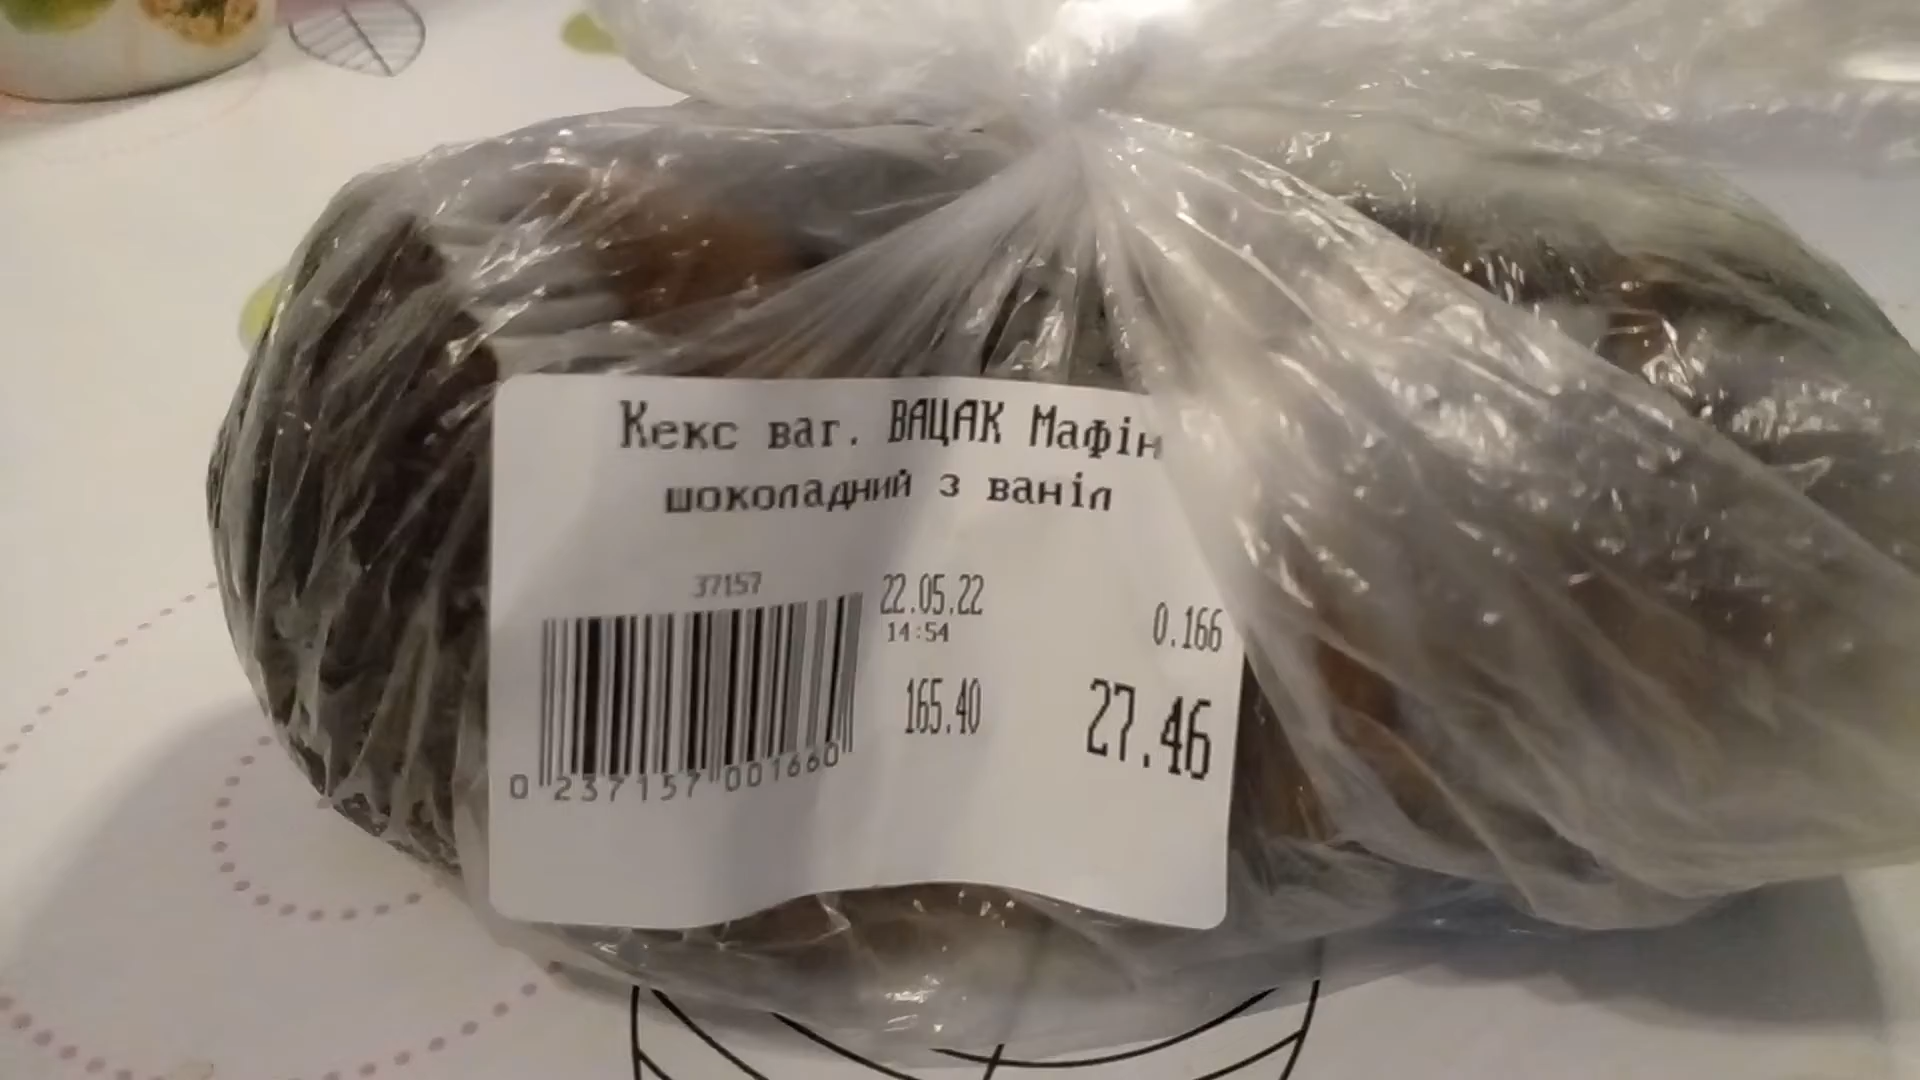 Кекс ваг. ВАЦАК Мафін
шоколадний з ваніл
37157
22.05.22
14:54
0.166
165.40
27.46
0 237157 001660